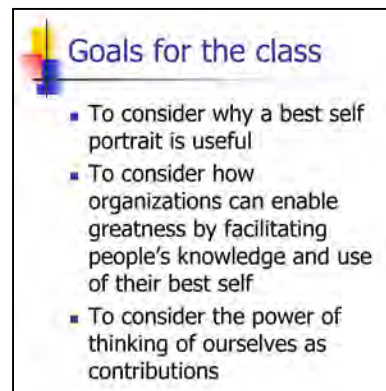 Goals for the class
To consider why a best self
portrait is useful
To consider how
organizations can enable
greatness by facilitating
people's knowledge and use
of their best self
To consider the power of
thinking of ourselves as
contributions